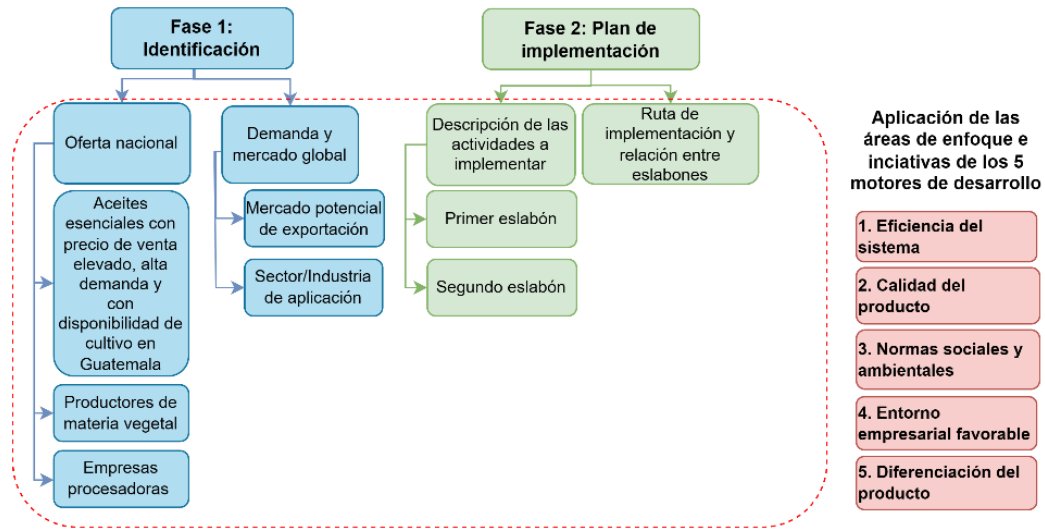 Fase 1:
Identificación
Fase 2: Plan de
implementación
Oferta nacional
Demanda y
mercado global
Descripción de las
actividades a
implementar
Ruta de
implementación y
relación entre
eslabones
Aceites
esenciales con
precio de venta
elevado, alta
demanda y
con
disponibilidad de
cultivo en
Guatemala
Mercado potencial
de exportación
Primer eslabón
Sector/Industria
de aplicación
Segundo eslabón
Productores de
materia vegetal
Empresas
procesadoras
Aplicación de las
áreas de enfoque e
inciativas de los 5
motores de desarrollo
1. Eficiencia del
sistema
2. Calidad del
producto
3. Normas sociales y
ambientales
4. Entorno
empresarial favorable
5. Diferenciación del
producto